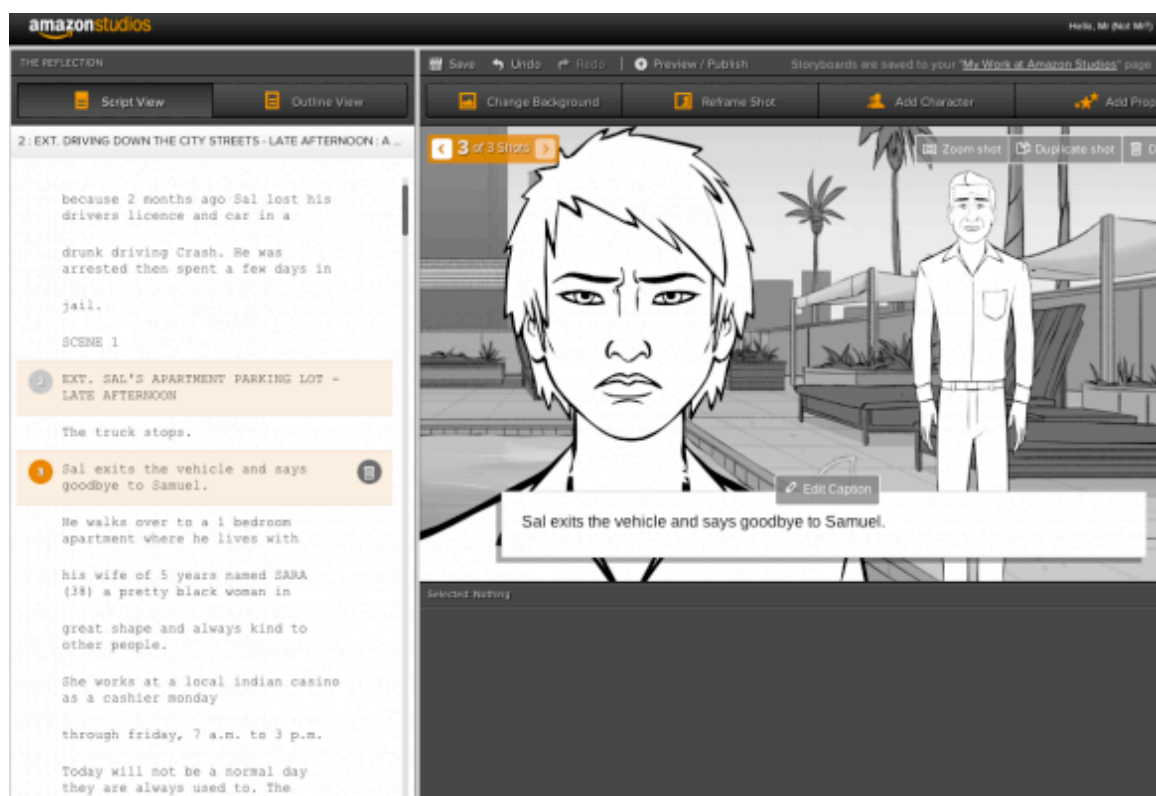 amazonstudios
Hello, Mr (Not Mr?)
THE REFLECTION
Save Undo Redo Preview / Publish Storyboards are saved to your "My Work at Amazon Studios" page
Script View Outline View
Change Background Reframe Shot Add Character Add Prop
2 : EXT. DRIVING DOWN THE CITY STREETS - LATE AFTERNOON : A ...
3 of 3 Shots
Zoom shot Duplicate shot D
because 2 months ago Sal lost his
drivers licence and car in a
drunk driving Crash. He was
arrested then spent a few days in
jail.
SCENE 1
2 EXT. SAL'S APARTMENT PARKING LOT -
LATE AFTERNOON
The truck stops.
3 Sal exits the vehicle and says
goodbye to Samuel.
He walks over to a 1 bedroom
apartment where he lives with
his wife of 5 years named SARA
(38) a pretty black woman in
great shape and always kind to
other people.
She works at a local indian casino
as a cashier monday
through friday, 7 a.m. to 3 p.m.
Today will not be a normal day
they are always used to. The
Edit Caption
Sal exits the vehicle and says goodbye to Samuel.
Selected: Nothing